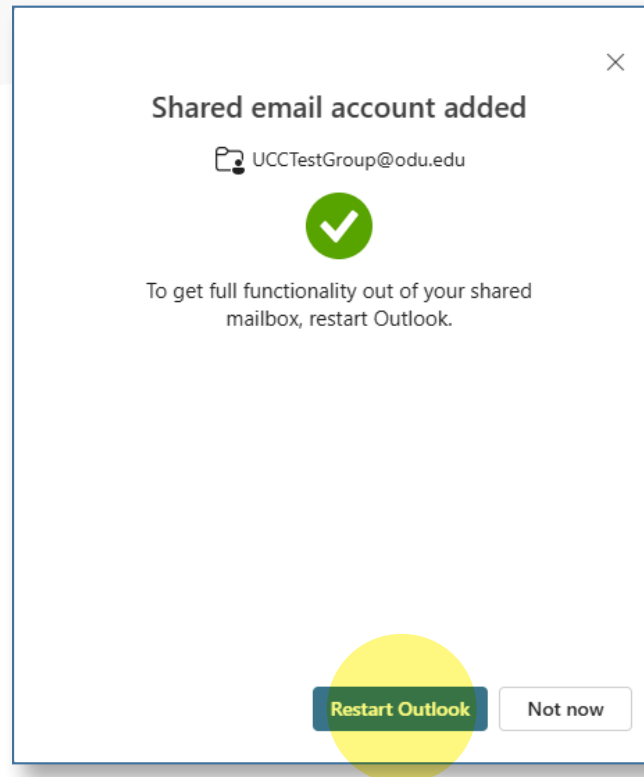 Shared email account added
UCCTestGroup@odu.edu
To get full functionality out of your shared
mailbox, restart Outlook.
Restart Outlook
Not now